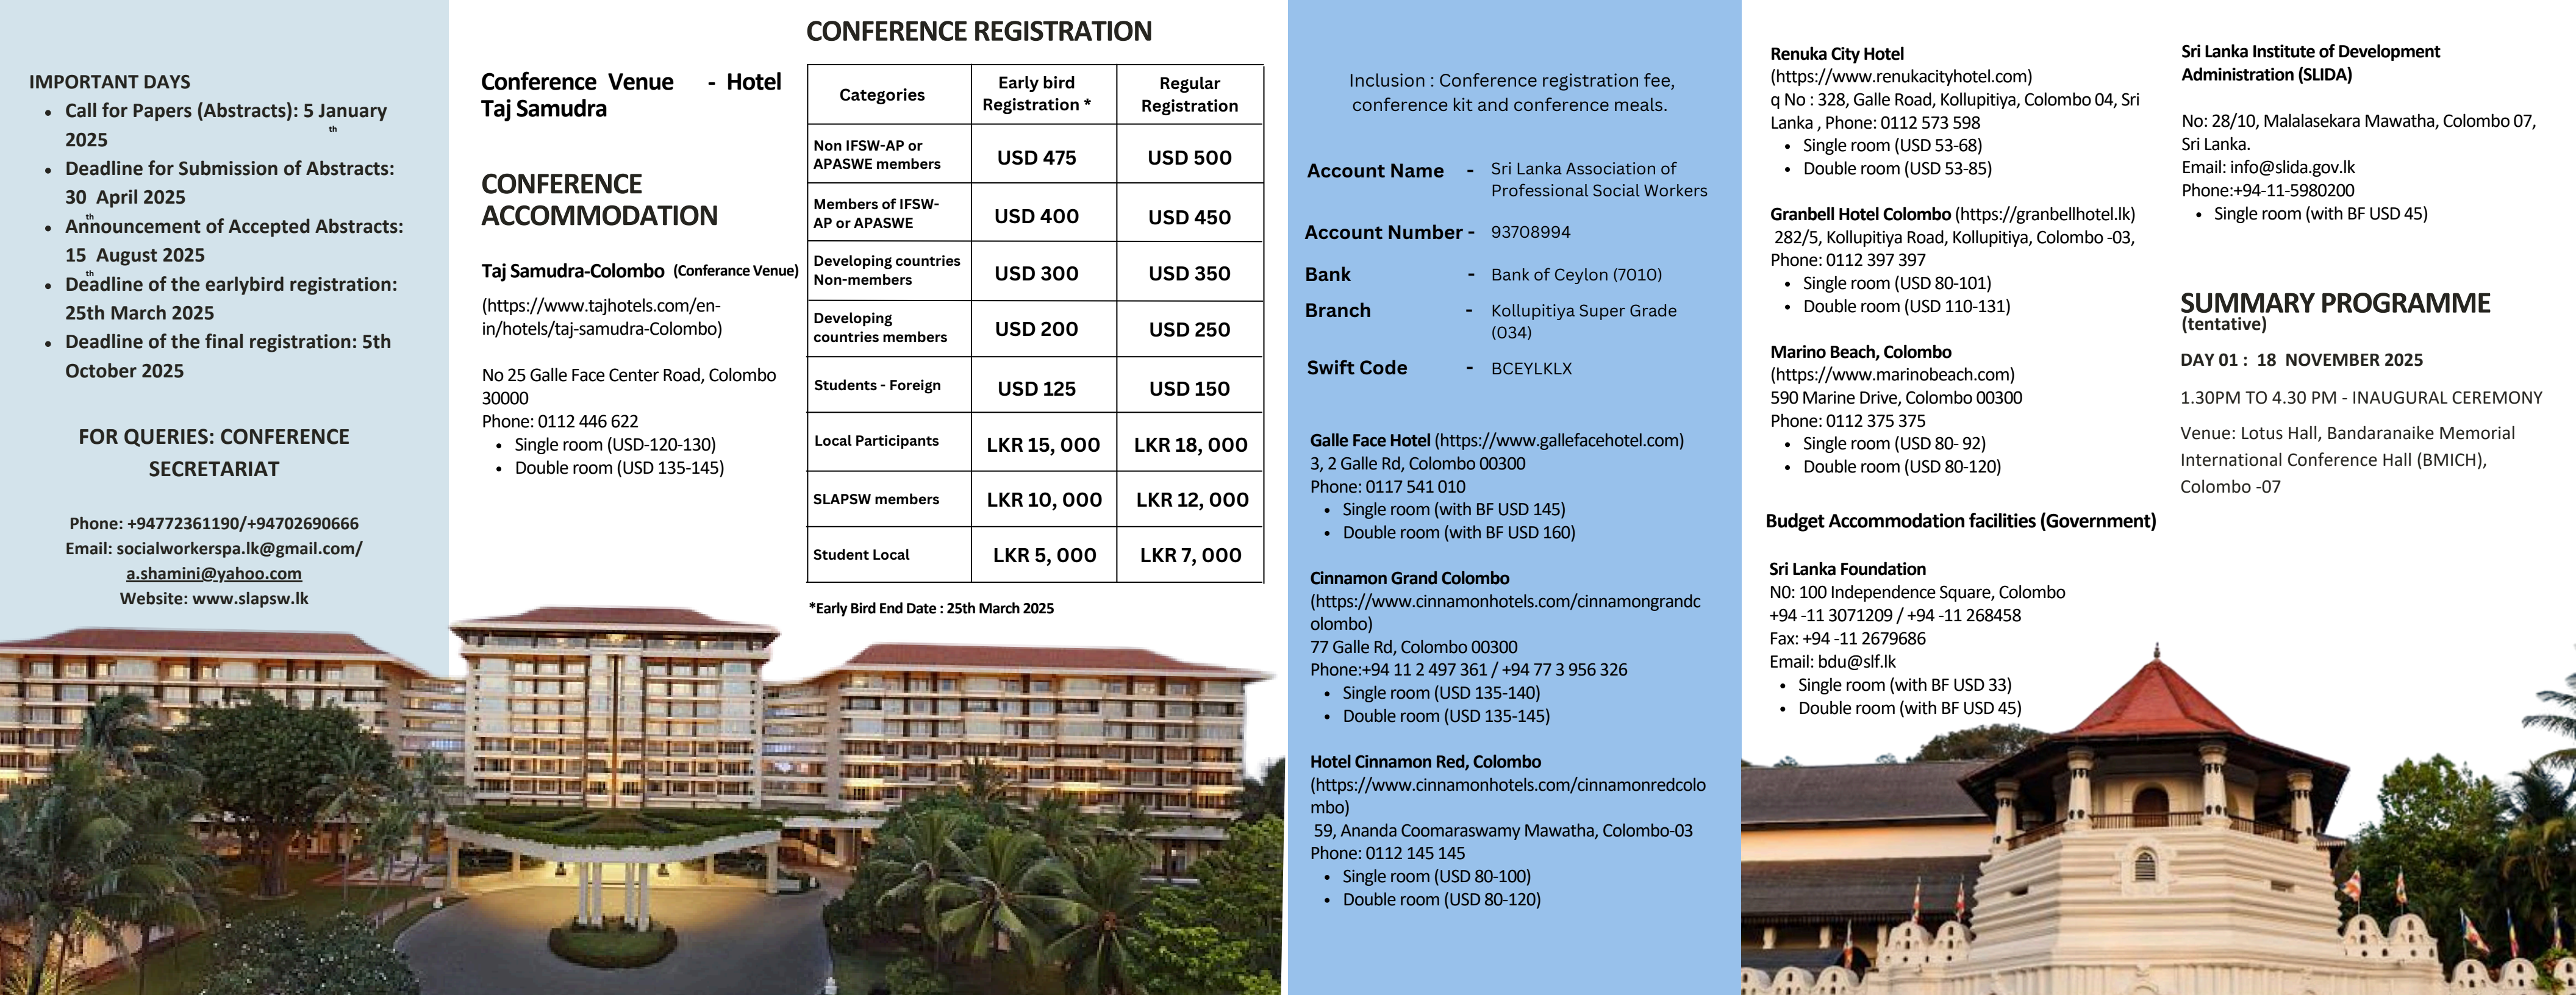 IMPORTANT DAYS
• Call for Papers (Abstracts): 5 January
th
2025
• Deadline for Submission of Abstracts:
30 April 2025
th
• Announcement of Accepted Abstracts:
15 August 2025
th
• Deadline of the earlybird registration:
25th March 2025
• Deadline of the final registration: 5th
October 2025
FOR QUERIES: CONFERENCE
SECRETARIAT
Phone: +94772361190/+94702690666
Email: socialworkerspa.lk@gmail.com/
a.shamini@yahoo.com
Website: www.slapsw.lk
Conference Venue - Hotel
Taj Samudra
CONFERENCE
ACCOMMODATION
Taj Samudra-Colombo (Conferance Venue)
(https://www.tajhotels.com/en-
in/hotels/taj-samudra-Colombo)
No 25 Galle Face Center Road, Colombo
30000
Phone: 0112 446 622
• Single room (USD-120-130)
• Double room (USD 135-145)
CONFERENCE REGISTRATION
Categories
Early bird
Registration *
Regular
Registration
Non IFSW-AP or
APASWE members
USD 475
USD 500
Members of IFSW-
AP or APASWE
USD 400
USD 450
Developing countries
Non-members
USD 300
USD 350
Developing
countries members
USD 200
USD 250
Students - Foreign
USD 125
USD 150
Local Participants
LKR 15, 000
LKR 18, 000
SLAPSW members
LKR 10, 000
LKR 12, 000
Student Local
LKR 5, 000
LKR 7, 000
*Early Bird End Date : 25th March 2025
Inclusion : Conference registration fee,
conference kit and conference meals.
Account Name - Sri Lanka Association of
Professional Social Workers
Account Number - 93708994
Bank - Bank of Ceylon (7010)
Branch - Kollupitiya Super Grade
(034)
Swift Code - BCEYLKLX
Galle Face Hotel (https://www.gallefacehotel.com)
3, 2 Galle Rd, Colombo 00300
Phone: 0117 541 010
• Single room (with BF USD 145)
• Double room (with BF USD 160)
Cinnamon Grand Colombo
(https://www.cinnamonhotels.com/cinnamongrandc
olombo)
77 Galle Rd, Colombo 00300
Phone:+94 11 2 497 361 / +94 77 3 956 326
• Single room (USD 135-140)
• Double room (USD 135-145)
Hotel Cinnamon Red, Colombo
(https://www.cinnamonhotels.com/cinnamonredcolo
mbo)
59, Ananda Coomaraswamy Mawatha, Colombo-03
Phone: 0112 145 145
• Single room (USD 80-100)
• Double room (USD 80-120)
Renuka City Hotel
(https://www.renukacityhotel.com)
q No : 328, Galle Road, Kollupitiya, Colombo 04, Sri
Lanka , Phone: 0112 573 598
• Single room (USD 53-68)
• Double room (USD 53-85)
Granbell Hotel Colombo (https://granbellhotel.lk)
282/5, Kollupitiya Road, Kollupitiya, Colombo -03,
Phone: 0112 397 397
• Single room (USD 80-101)
• Double room (USD 110-131)
Marino Beach, Colombo
(https://www.marinobeach.com)
590 Marine Drive, Colombo 00300
Phone: 0112 375 375
• Single room (USD 80- 92)
• Double room (USD 80-120)
Budget Accommodation facilities (Government)
Sri Lanka Foundation
N0: 100 Independence Square, Colombo
+94 -11 3071209 / +94 -11 268458
Fax: +94 -11 2679686
Email: bdu@slf.lk
• Single room (with BF USD 33)
• Double room (with BF USD 45)
Sri Lanka Institute of Development
Administration (SLIDA)
No: 28/10, Malalasekara Mawatha, Colombo 07,
Sri Lanka.
Email: info@slida.gov.lk
Phone:+94-11-5980200
• Single room (with BF USD 45)
SUMMARY PROGRAMME
(tentative)
DAY 01 : 18 NOVEMBER 2025
1.30PM TO 4.30 PM - INAUGURAL CEREMONY
Venue: Lotus Hall, Bandaranaike Memorial
International Conference Hall (BMICH),
Colombo -07